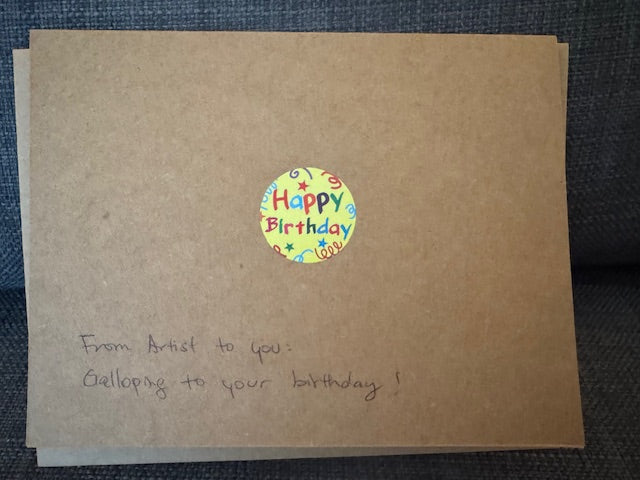 Happy
Birthday
From Artist to you:
Galloping to your birthday!